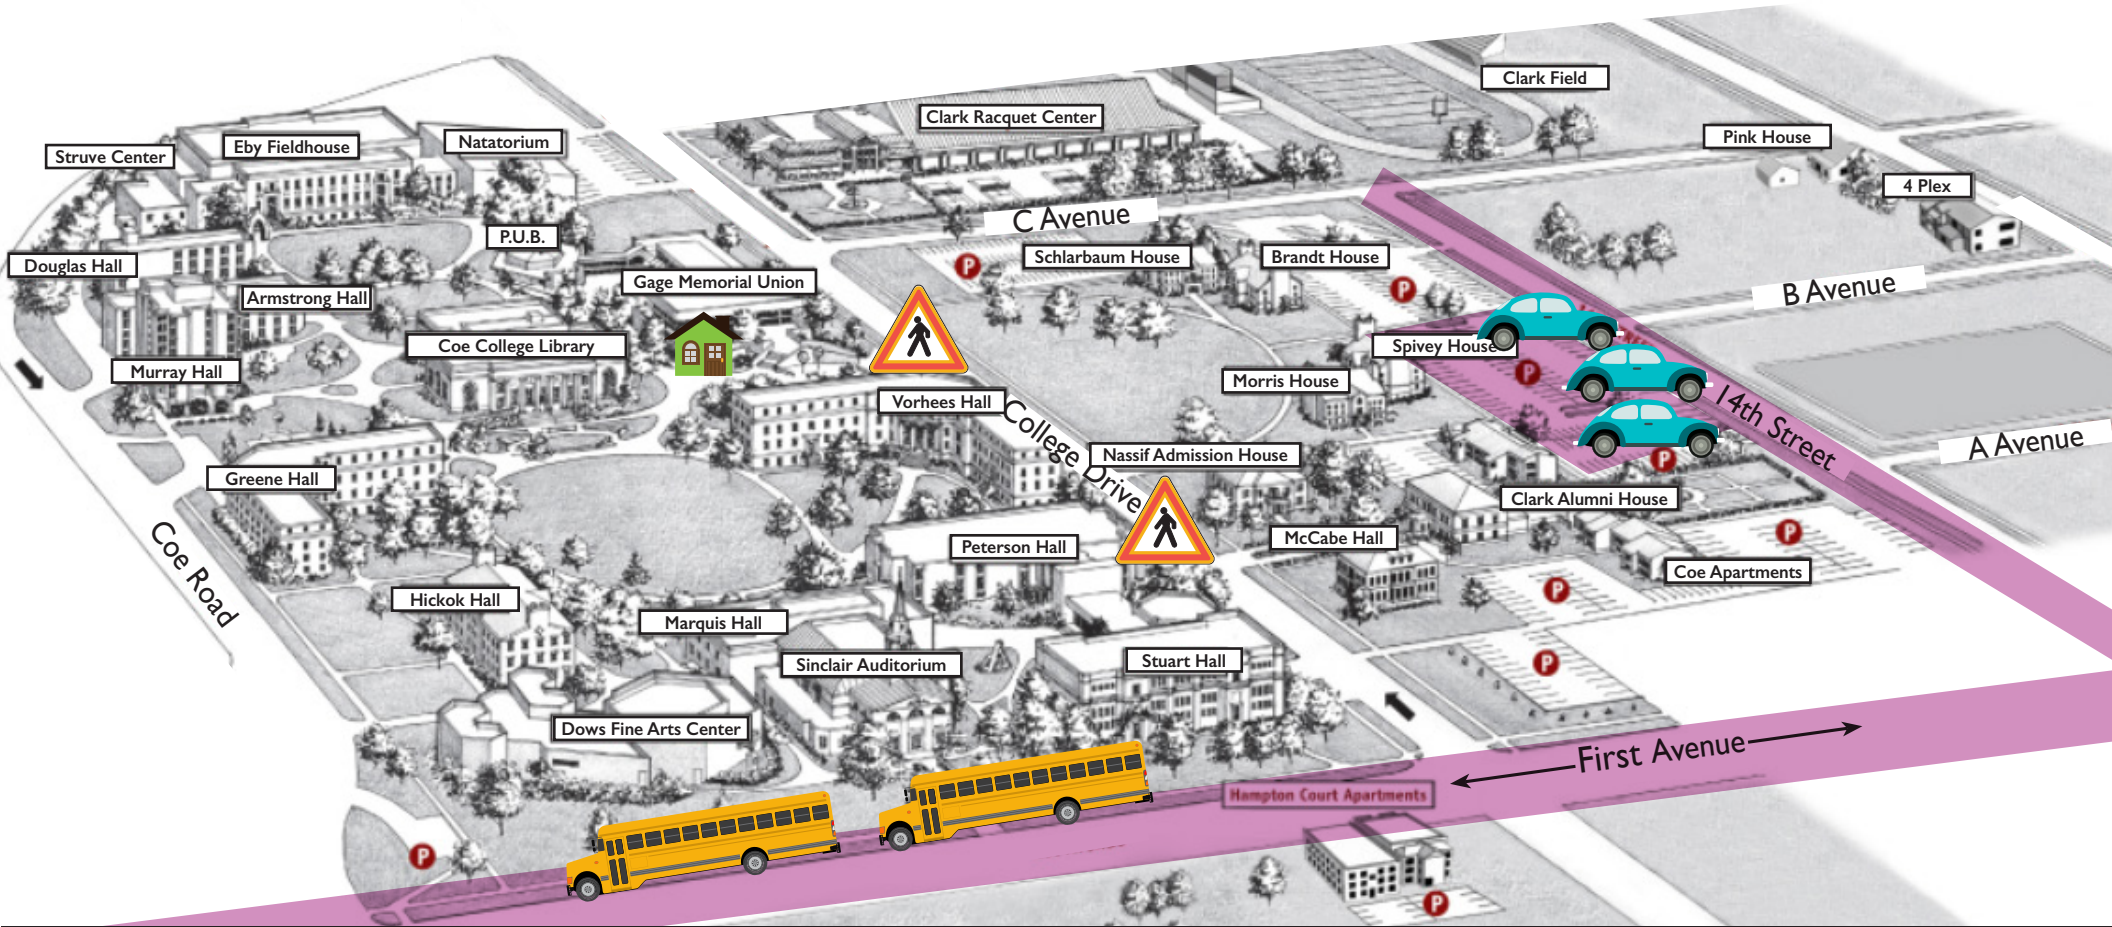 Clark Field
Clark Racquet Center
Pink House
Natatorium
Eby Fieldhouse
Struve Center
4 Plex
C Avenue
P.U.B.
Schlarbaum House
Brandt House
Douglas Hall
P
Gage Memorial Union
P
B Avenue
Armstrong Hall
Coe College Library
Spivey House
Murray Hall
P
Morris House
Vorhees Hall
14th Street
College Drive
A Avenue
Nassif Admission House
P
Greene Hall
Clark Alumni House
P
McCabe Hall
Peterson Hall
Coe Road
Coe Apartments
P
Hickok Hall
Marquis Hall
Stuart Hall
P
Sinclair Auditorium
Dows Fine Arts Center
First Avenue
Hampton Court Apartments
P
P